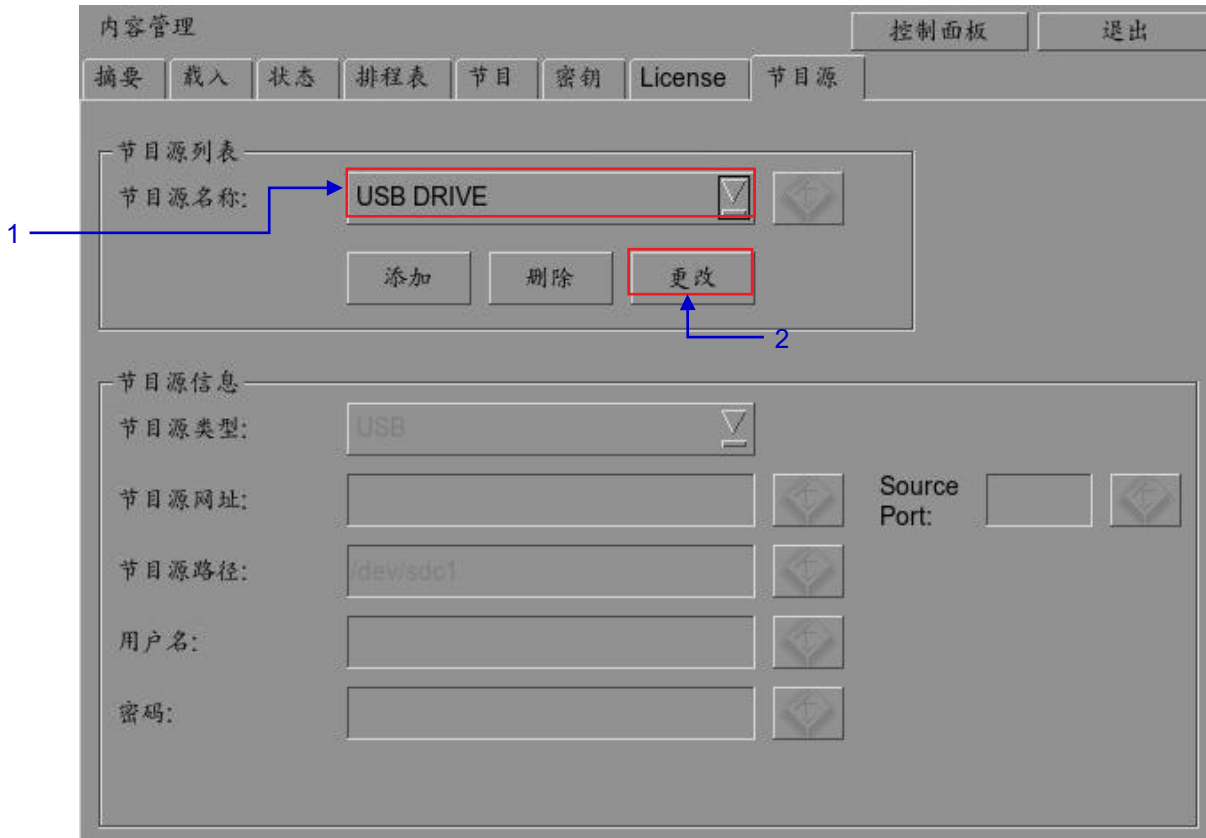 内容管理 控制面板 退出
摘要 载入 状态 排程表 节目 密钥 License 节目源
节目源列表
节目源名称: USB DRIVE
1
添加 删除 更改
2
节目源信息
节目源类型: USB
节目源网址: Source Port:
节目源路径: /dev/sdc1
用户名:
密码: